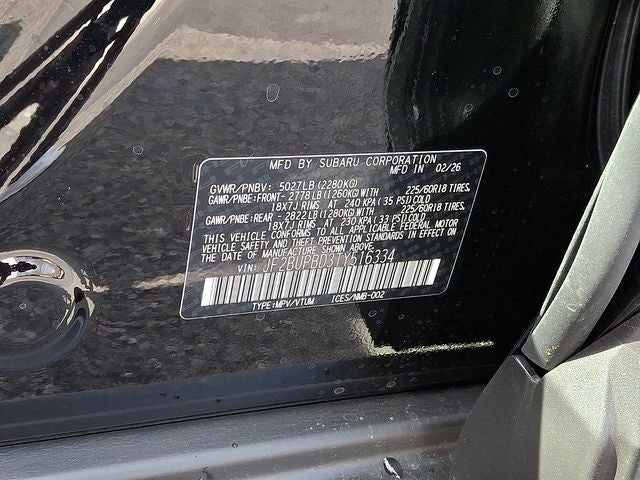 MFD BY SUBARU CORPORATION
MFD IN 02/26
GVWR/PNBV: 5027LB(2280KG)
GAWR/PNBE:FRONT- 2778LB(1260KG)WITH 225/60R18 TIRES,
18X7J RIMS AT 240 KPA(35 PSI)COLD
GAWR/PNBE:REAR - 2822LB(1280KG)WITH 225/60R18 TIRES,
18X7J RIMS AT 230 KPA(33 PSI)COLD
THIS VEHICLE CONFORMS TO ALL APPLICABLE FEDERAL MOTOR
VEHICLE SAFETY AND THEFT PREVENTION STANDARDS IN EFFECT ON
THE DATE OF MANUFACTURE SHOWN ABOVE.
VIN: JF2BUPBD3TY516334
TYPE:MPV/VTUM ICES/NMB-002